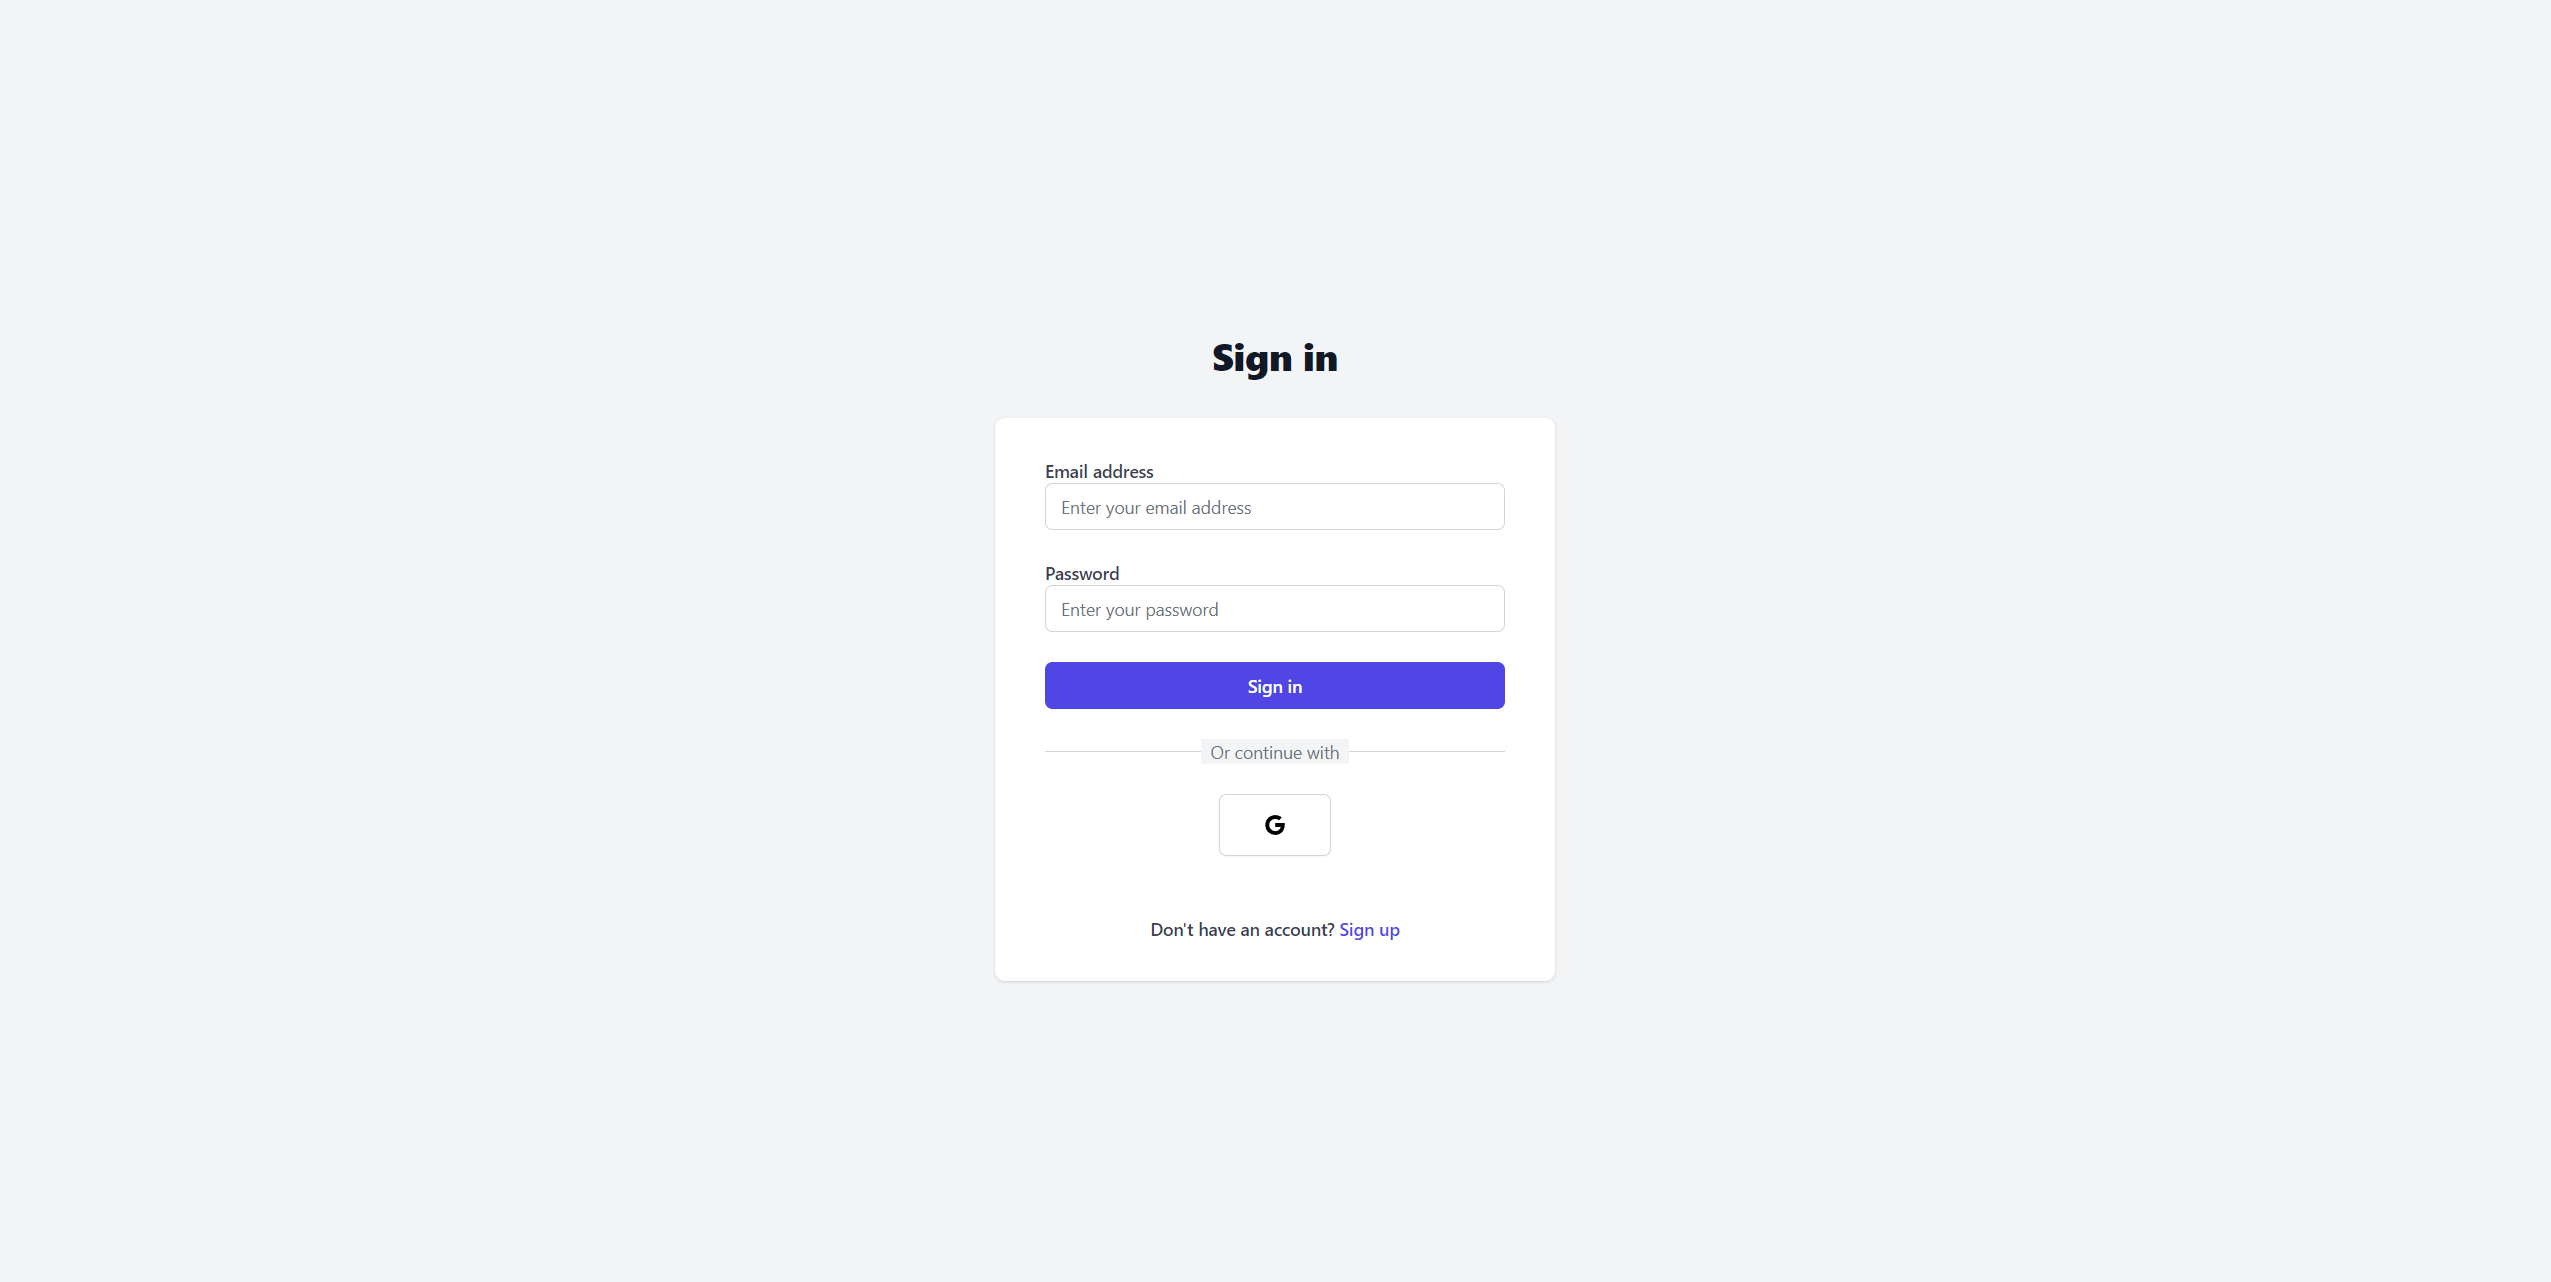 Sign in
Email address
Enter your email address
Password
Enter your password
Sign in
Or continue with
G
Don't have an account? Sign up